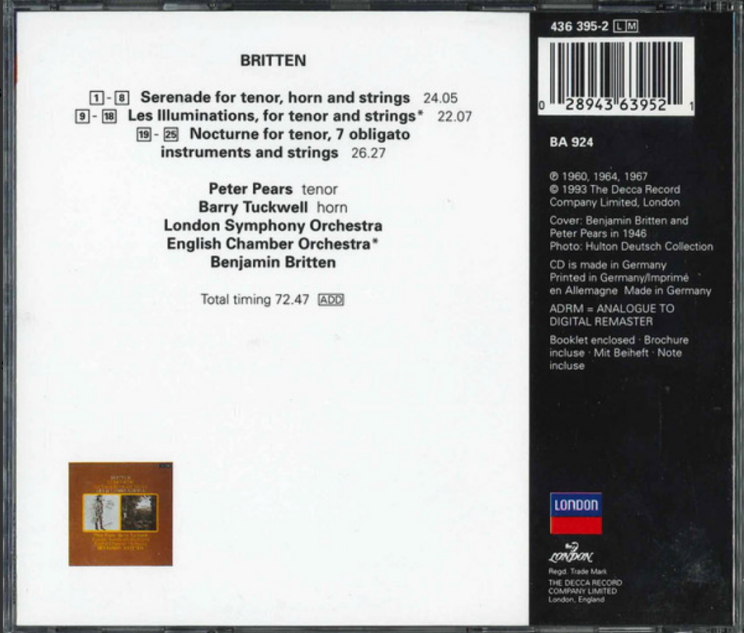 BRITTEN
1 - 8 Serenade for tenor, horn and strings 24.05
9 - 18 Les Illuminations, for tenor and strings* 22.07
19 - 25 Nocturne for tenor, 7 obligato
instruments and strings 26.27
Peter Pears tenor
Barry Tuckwell horn
London Symphony Orchestra
English Chamber Orchestra*
Benjamin Britten
Total timing 72.47 ADD
436 395-2 LM
0 28943 63952 1
BA 924
℗ 1960, 1964, 1967
© 1993 The Decca Record
Company Limited, London
Cover: Benjamin Britten and
Peter Pears in 1946
Photo: Hulton Deutsch Collection
CD is made in Germany
Printed in Germany/Imprimé
en Allemagne Made in Germany
ADRM = ANALOGUE TO
DIGITAL REMASTER
Booklet enclosed · Brochure
incluse · Mit Beiheft · Note
incluse
LONDON
LONDON
Regd. Trade Mark
THE DECCA RECORD
COMPANY LIMITED
London, England